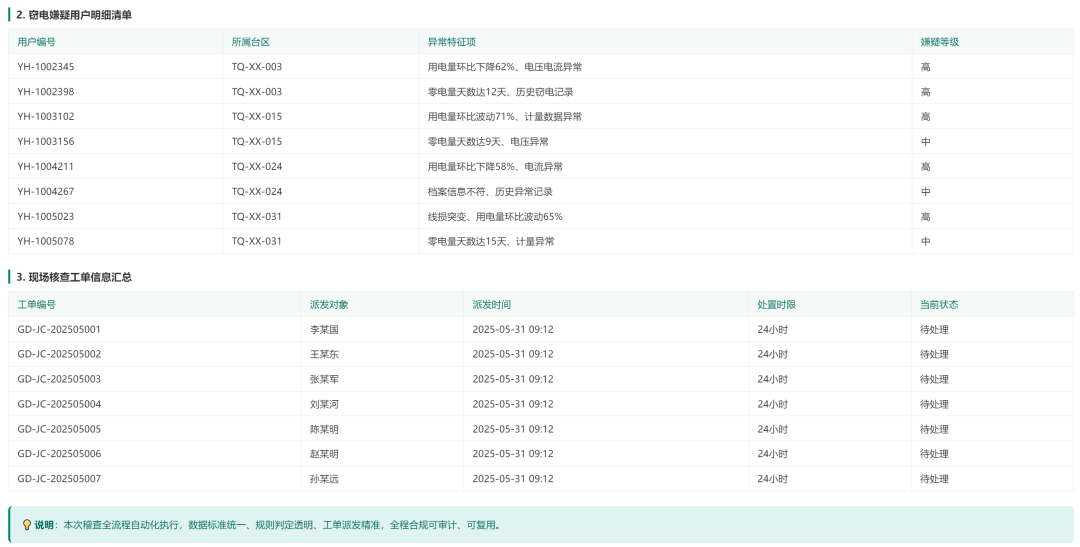 2. 窃电嫌疑用户明细清单
用户编号 所属台区 异常特征项 嫌疑等级
YH-1002345 TQ-XX-003 用电量环比下降62%、电压电流异常 高
YH-1002398 TQ-XX-003 零电量天数达12天、历史窃电记录 高
YH-1003102 TQ-XX-015 用电量环比波动71%、计量数据异常 高
YH-1003156 TQ-XX-015 零电量天数达9天、电压异常 中
YH-1004211 TQ-XX-024 用电量环比下降58%、电流异常 高
YH-1004267 TQ-XX-024 档案信息不符、历史异常记录 中
YH-1005023 TQ-XX-031 线损突变、用电量环比波动65% 高
YH-1005078 TQ-XX-031 零电量天数达15天、计量异常 中
3. 现场核查工单信息汇总
工单编号 派发对象 派发时间 处置时限 当前状态
GD-JC-202505001 李某国 2025-05-31 09:12 24小时 待处理
GD-JC-202505002 王某东 2025-05-31 09:12 24小时 待处理
GD-JC-202505003 张某军 2025-05-31 09:12 24小时 待处理
GD-JC-202505004 刘某河 2025-05-31 09:12 24小时 待处理
GD-JC-202505005 陈某明 2025-05-31 09:12 24小时 待处理
GD-JC-202505006 赵某明 2025-05-31 09:12 24小时 待处理
GD-JC-202505007 孙某远 2025-05-31 09:12 24小时 待处理
说明：本次稽查全流程自动化执行，数据标准统一、规则判定透明、工单派发精准，全程合规可审计、可复用。